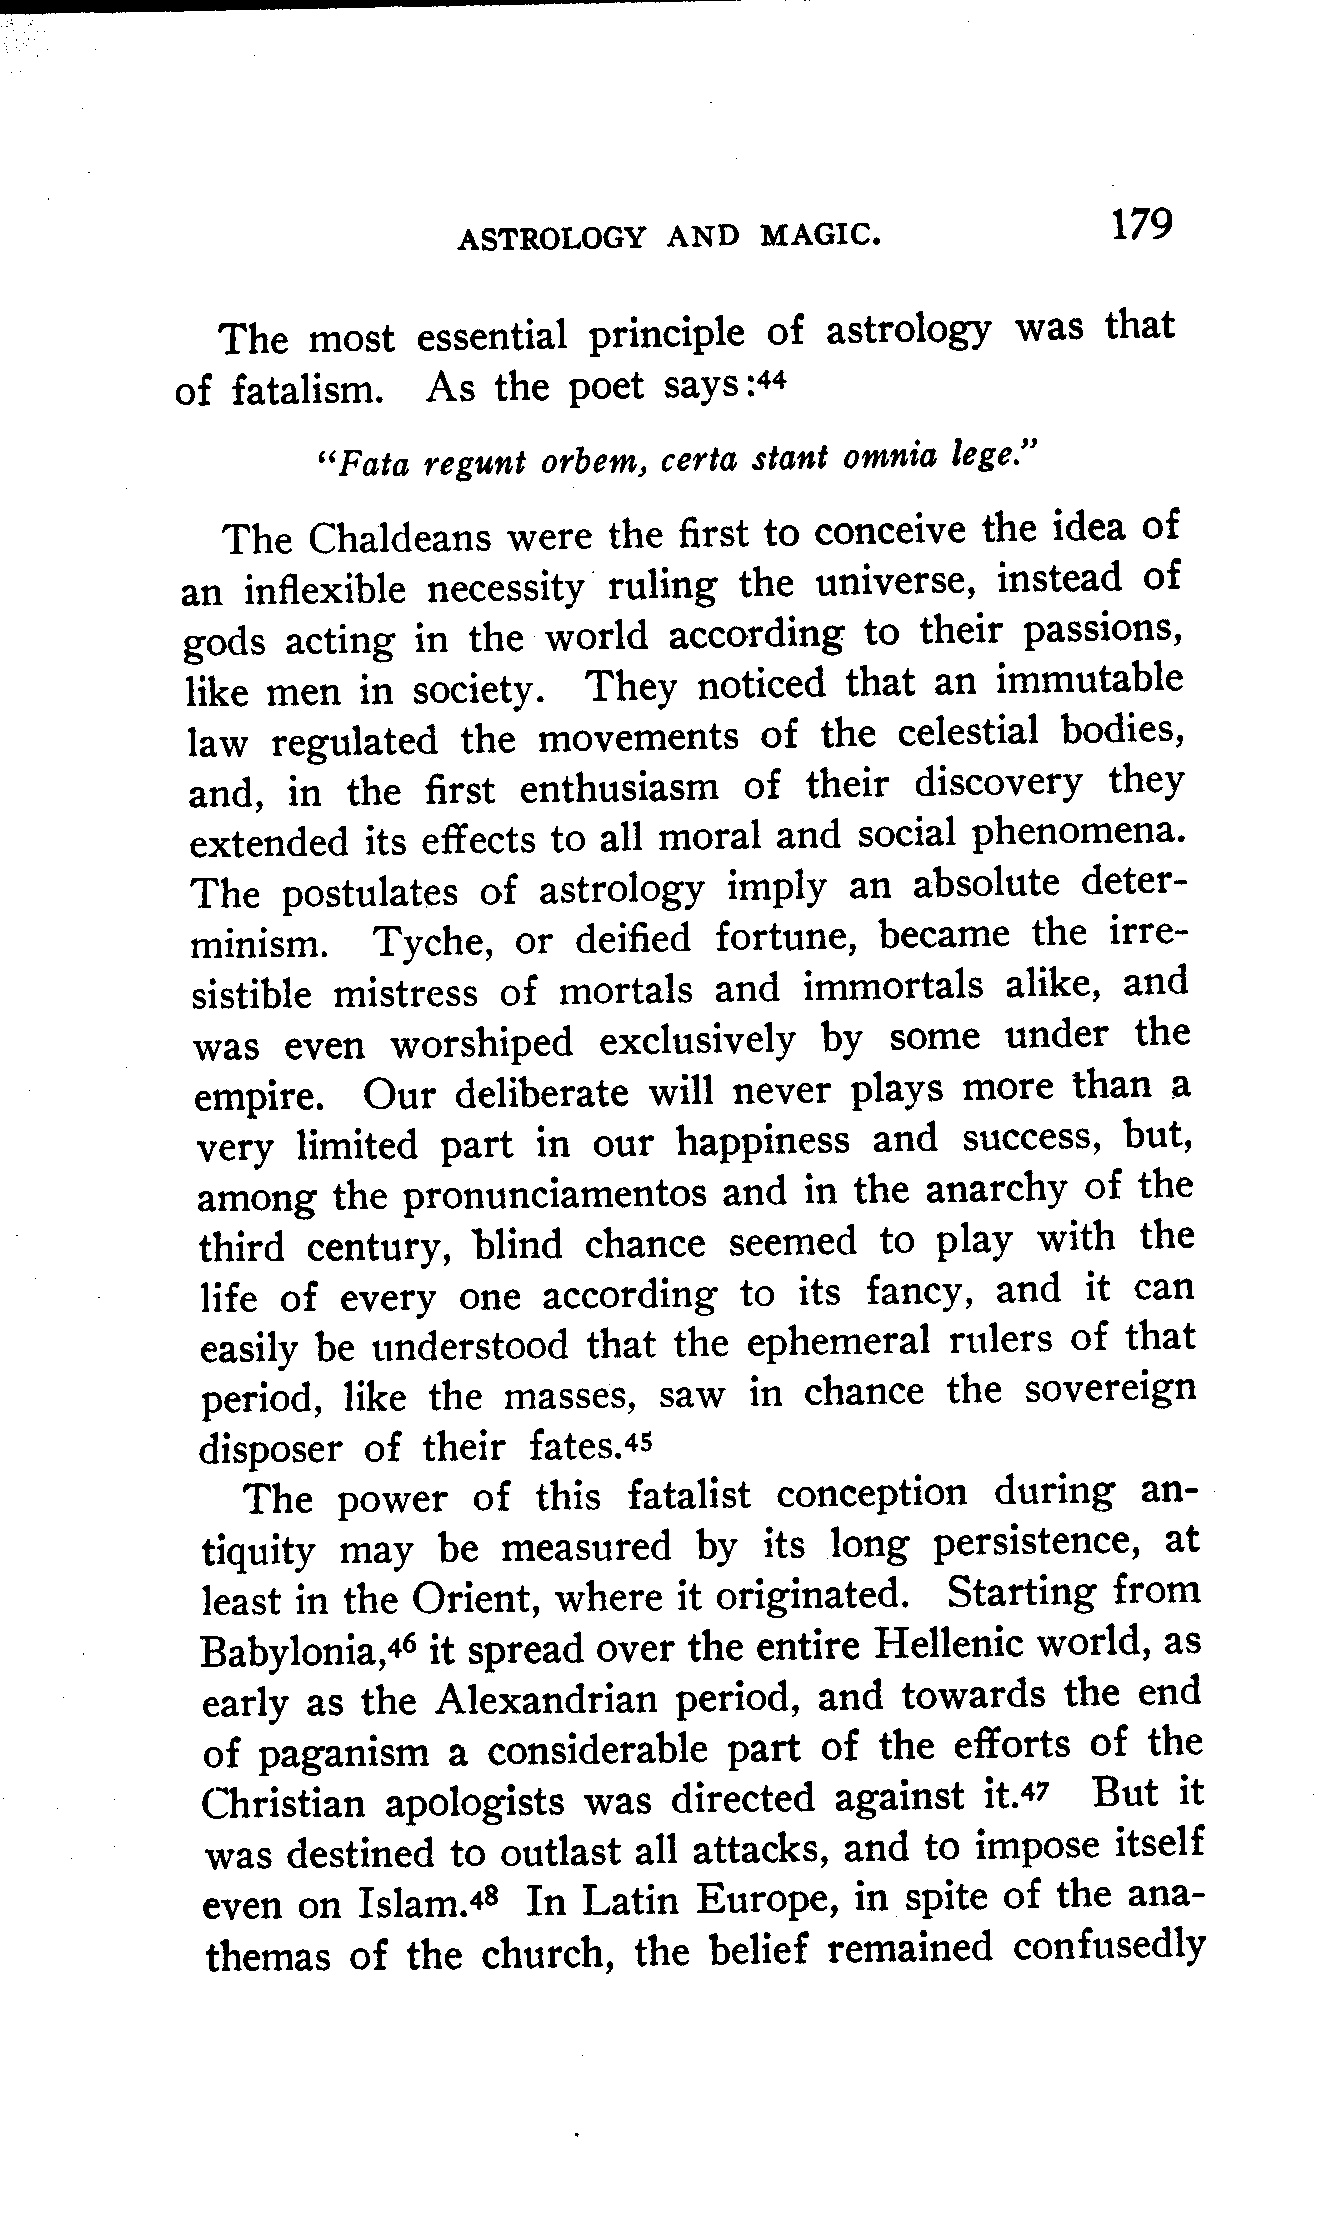 ASTROLOGY AND MAGIC. 179
The most essential principle of astrology was that
of fatalism. As the poet says:44
"Fata regunt orbem, certa stant omnia lege."
The Chaldeans were the first to conceive the idea of
an inflexible necessity ruling the universe, instead of
gods acting in the world according to their passions,
like men in society. They noticed that an immutable
law regulated the movements of the celestial bodies,
and, in the first enthusiasm of their discovery they
extended its effects to all moral and social phenomena.
The postulates of astrology imply an absolute deter-
minism. Tyche, or deified fortune, became the irre-
sistible mistress of mortals and immortals alike, and
was even worshiped exclusively by some under the
empire. Our deliberate will never plays more than a
very limited part in our happiness and success, but,
among the pronunciamentos and in the anarchy of the
third century, blind chance seemed to play with the
life of every one according to its fancy, and it can
easily be understood that the ephemeral rulers of that
period, like the masses, saw in chance the sovereign
disposer of their fates.45
The power of this fatalist conception during an-
tiquity may be measured by its long persistence, at
least in the Orient, where it originated. Starting from
Babylonia,46 it spread over the entire Hellenic world, as
early as the Alexandrian period, and towards the end
of paganism a considerable part of the efforts of the
Christian apologists was directed against it.47 But it
was destined to outlast all attacks, and to impose itself
even on Islam.48 In Latin Europe, in spite of the ana-
themas of the church, the belief remained confusedly